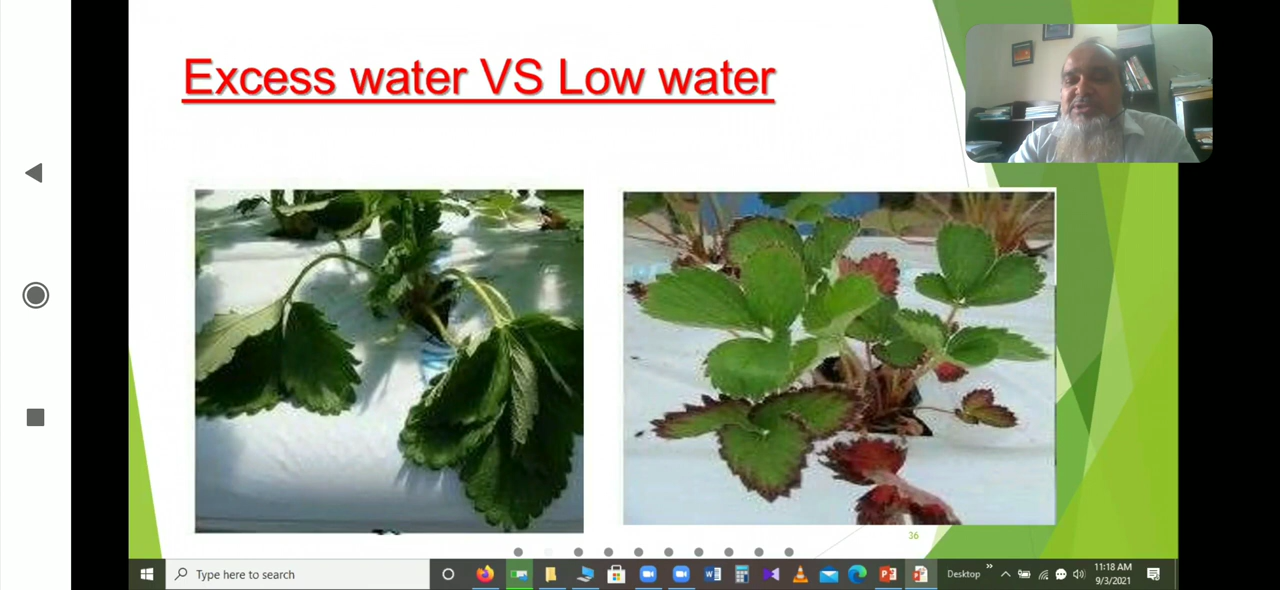 Excess water VS Low water
36
Type here to search
Desktop
11:18 AM
9/3/2021